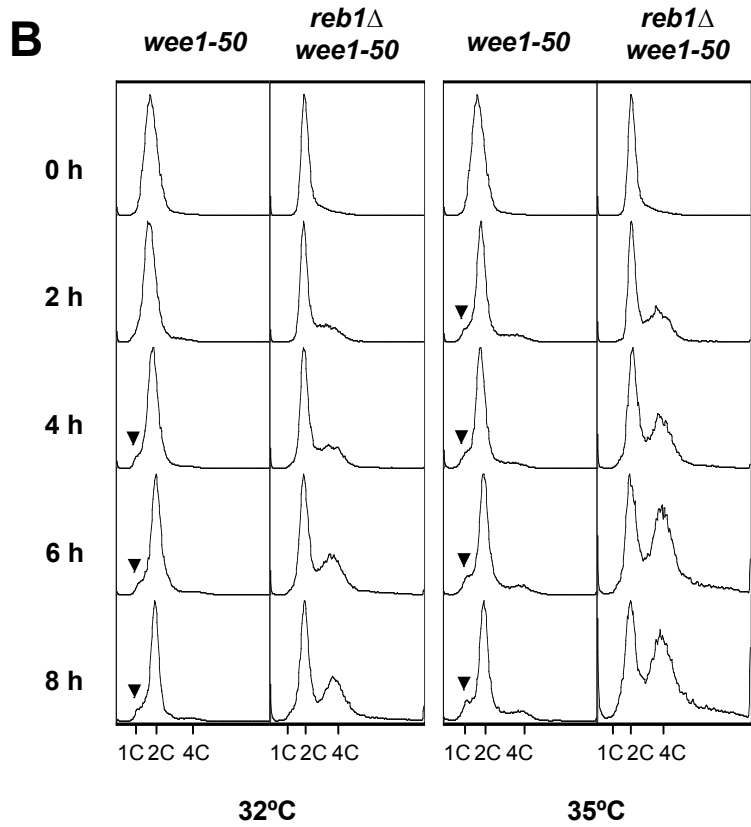 B
wee1-50
reb1Δ
wee1-50
wee1-50
reb1Δ
wee1-50
0 h
2 h
4 h
6 h
8 h
1C 2C 4C
1C 2C 4C
1C 2C 4C
1C 2C 4C
32ºC
35ºC